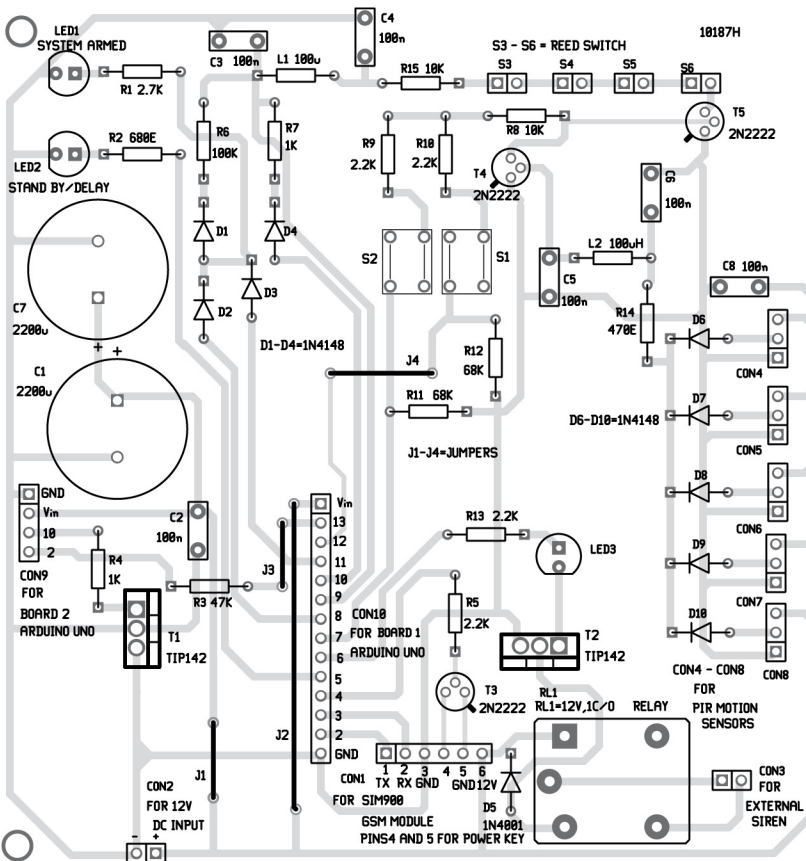 LED1
SYSTEM ARMED
R1 2.7K
C3
100n
L1 100u
C4
100n
R15 10K
S3 - S6 = REED SWITCH
S3
S4
S5
S6
10187H
T5
2N2222
R2 680E
LED2
STAND BY/DELAY
R6
100K
R7
1K
R9
2.2K
R10
2.2K
R8 10K
T4
2N2222
C6
100n
D1
D4
S2
S1
L2 100uH
C5
100n
C8 100n
C7
2200u
D2
D3
R14
470E
D6
CON4
+ +
D1-D4=1N4148
J4
R12
68K
C1
2200u
R11 68K
D7
D6-D10=1N4148
CON5
J1-J4=JUMPERS
D8
CON6
GND
Vin
10
2
CON9
FOR
BOARD 2
ARDUINO UNO
C2
100n
R4
1K
R3 47K
T1
TIP142
J3
Vin
13
12
11
10
9
8
7
6
5
4
3
2
GND
CON10
FOR BOARD 1
ARDUINO UNO
R13 2.2K
LED3
D9
CON7
R5
2.2K
T2
TIP142
D10
CON8
CON4 - CON8
FOR
PIR MOTION
SENSORS
T3
2N2222
RL1
RL1=12V,1C/O
RELAY
J2
J1
1 2 3 4 5 6
CON1
TX RX GND GND 12V
FOR SIM900
GSM MODULE
PINS4 AND 5 FOR POWER KEY
D5
1N4001
CON3
FOR
EXTERNAL
SIREN
CON2
FOR 12V
DC INPUT
- +